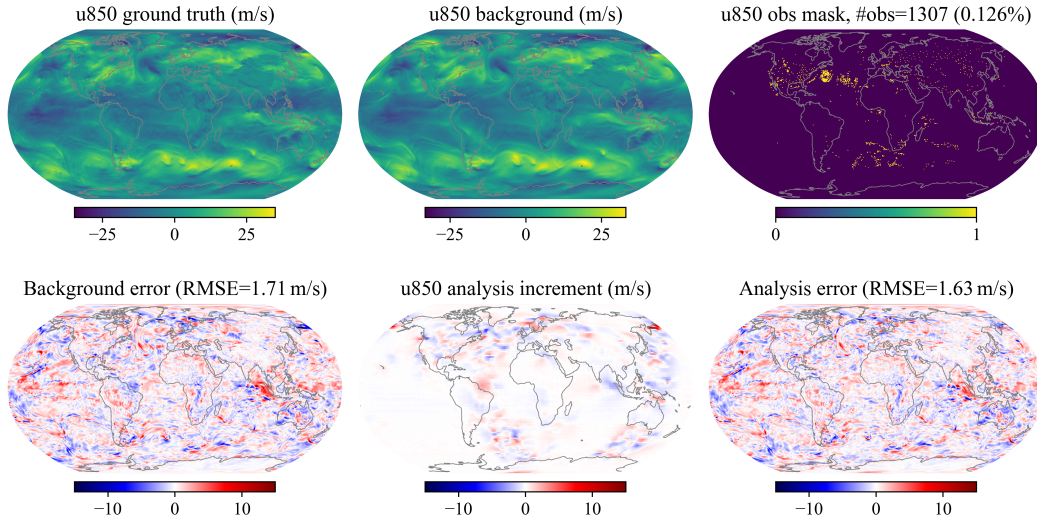 u850 ground truth (m/s)
u850 background (m/s)
u850 obs mask, #obs=1307 (0.126%)
−25 0 25
−25 0 25
0 1
Background error (RMSE=1.71 m/s)
u850 analysis increment (m/s)
Analysis error (RMSE=1.63 m/s)
−10 0 10
−10 0 10
−10 0 10